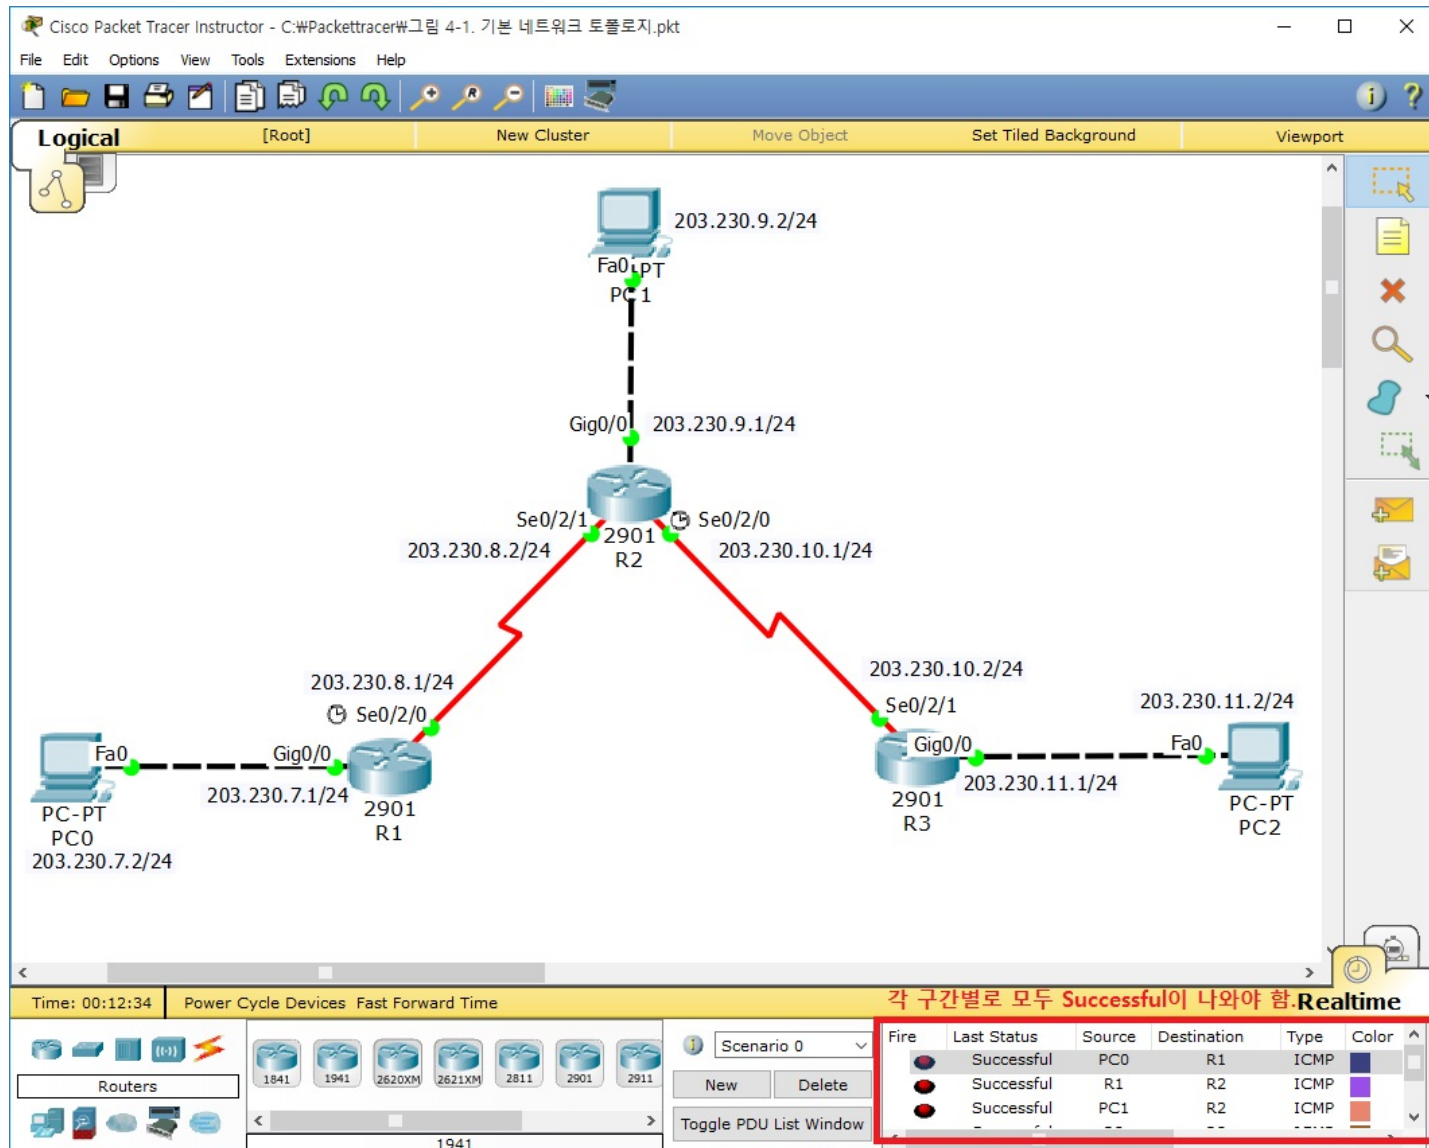 Cisco Packet Tracer Instructor - C:₩Packettracer₩그림 4-1. 기본 네트워크 토폴로지.pkt
File Edit Options View Tools Extensions Help
Logical [Root] New Cluster Move Object Set Tiled Background Viewport
203.230.9.2/24
Fa0
PT
PC1
Gig0/0 203.230.9.1/24
Se0/2/1 Se0/2/0
2901
203.230.8.2/24 203.230.10.1/24
R2
203.230.10.2/24
203.230.8.1/24
Se0/2/0 Se0/2/1 203.230.11.2/24
Fa0 Gig0/0 Gig0/0 Fa0
203.230.7.1/24 203.230.11.1/24
PC-PT 2901 2901 PC-PT
PC0 R1 R3 PC2
203.230.7.2/24
Time: 00:12:34 Power Cycle Devices Fast Forward Time 각 구간별로 모두 Successful이 나와야 함. Realtime
Fire Last Status Source Destination Type Color
Successful PC0 R1 ICMP
Successful R1 R2 ICMP
Successful PC1 R2 ICMP
Scenario 0
New Delete
Toggle PDU List Window
Routers
1841 1941 2620XM 2621XM 2811 2901 2911
1941